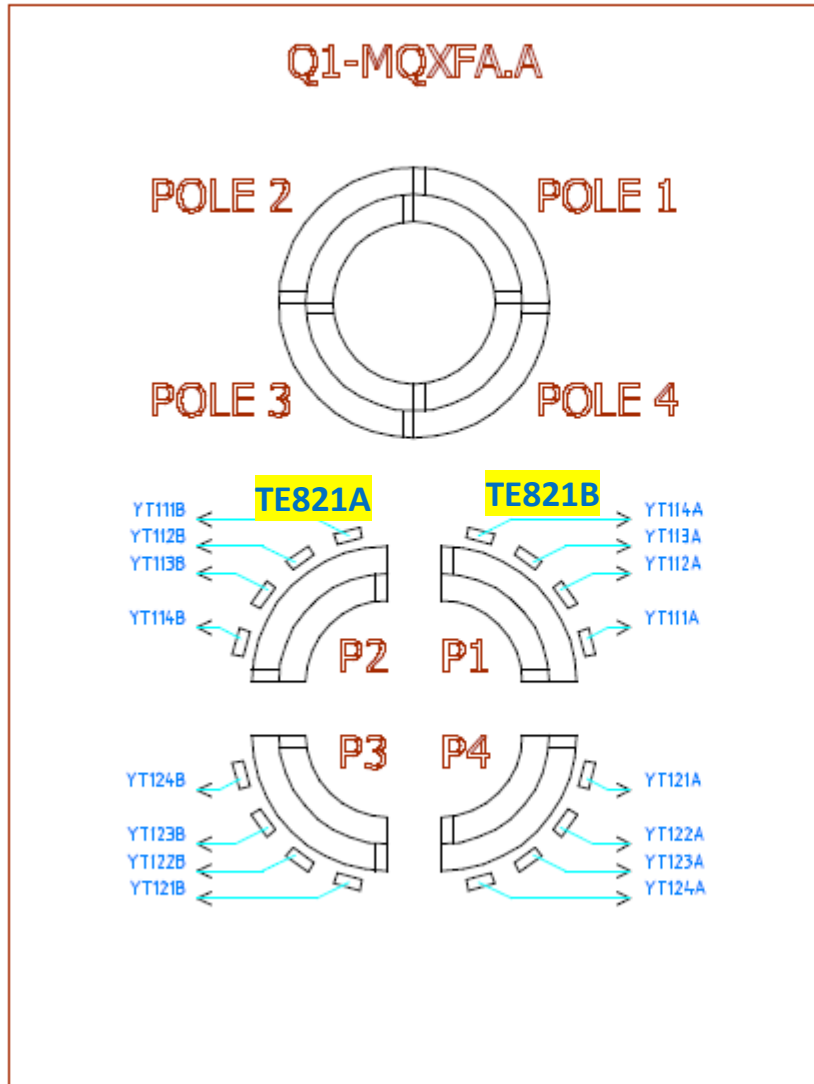 Q1-MQXFA.A
POLE 2 POLE 1
POLE 3 POLE 4
TE821A TE821B
YT111B YT114A
YT112B YT113A
YT113B YT112A
YT114B YT111A
P2 P1
P3 P4
YT124B YT121A
YT123B YT122A
YT122B YT123A
YT121B YT124A